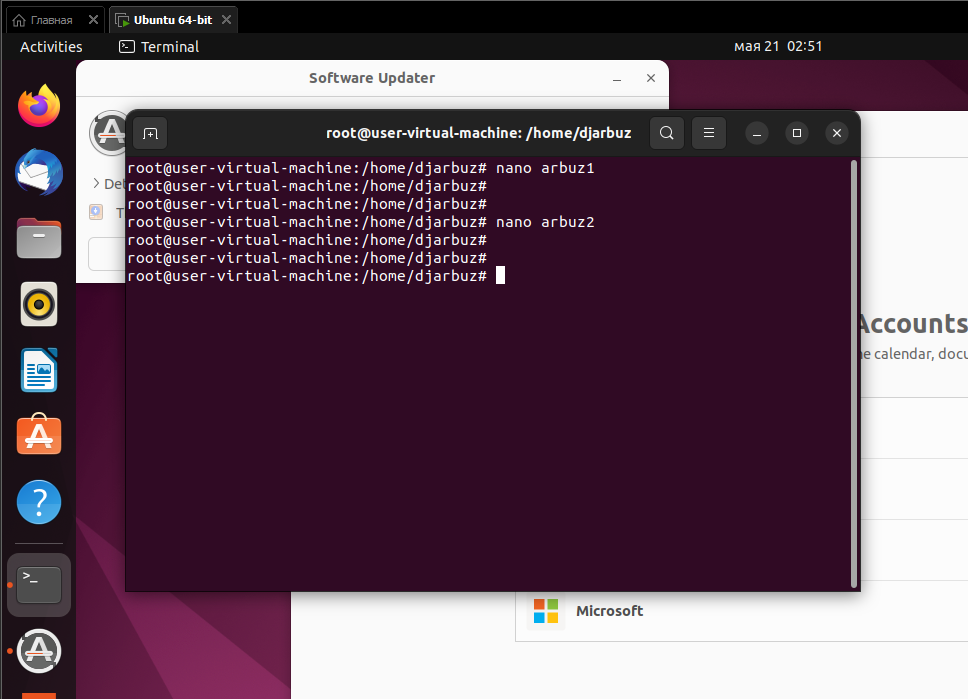 Главная
Ubuntu 64-bit
Activities
Terminal
мая 21 02:51
Software Updater
root@user-virtual-machine: /home/djarbuz
root@user-virtual-machine:/home/djarbuz# nano arbuz1
root@user-virtual-machine:/home/djarbuz#
root@user-virtual-machine:/home/djarbuz#
root@user-virtual-machine:/home/djarbuz# nano arbuz2
root@user-virtual-machine:/home/djarbuz#
root@user-virtual-machine:/home/djarbuz#
root@user-virtual-machine:/home/djarbuz#
Det
T
Accounts
calendar, docu
Microsoft